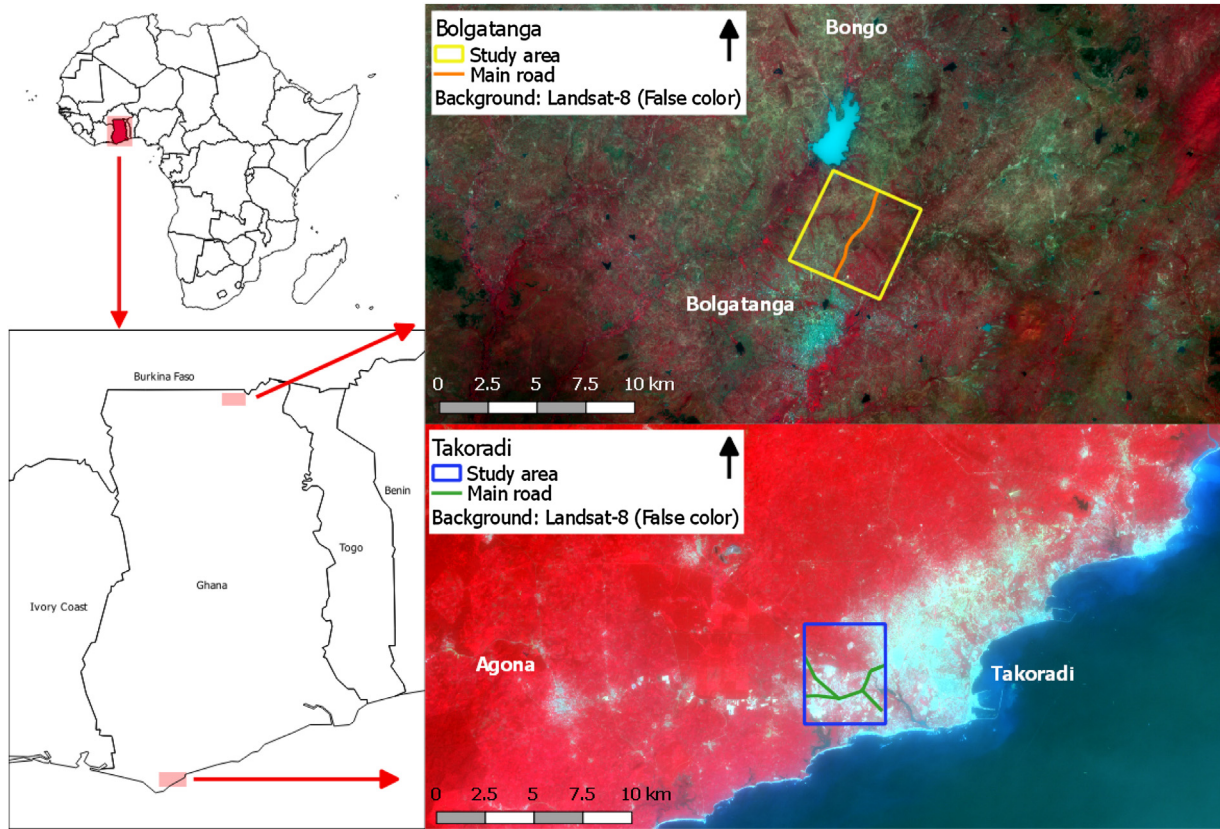 Bolgatanga
Study area
Main road
Background: Landsat-8 (False color)
Bongo
Bolgatanga
0 2.5 5 7.5 10 km
Burkina Faso
Benin
Togo
Ghana
Ivory Coast
Takoradi
Study area
Main road
Background: Landsat-8 (False color)
Agona
Takoradi
0 2.5 5 7.5 10 km